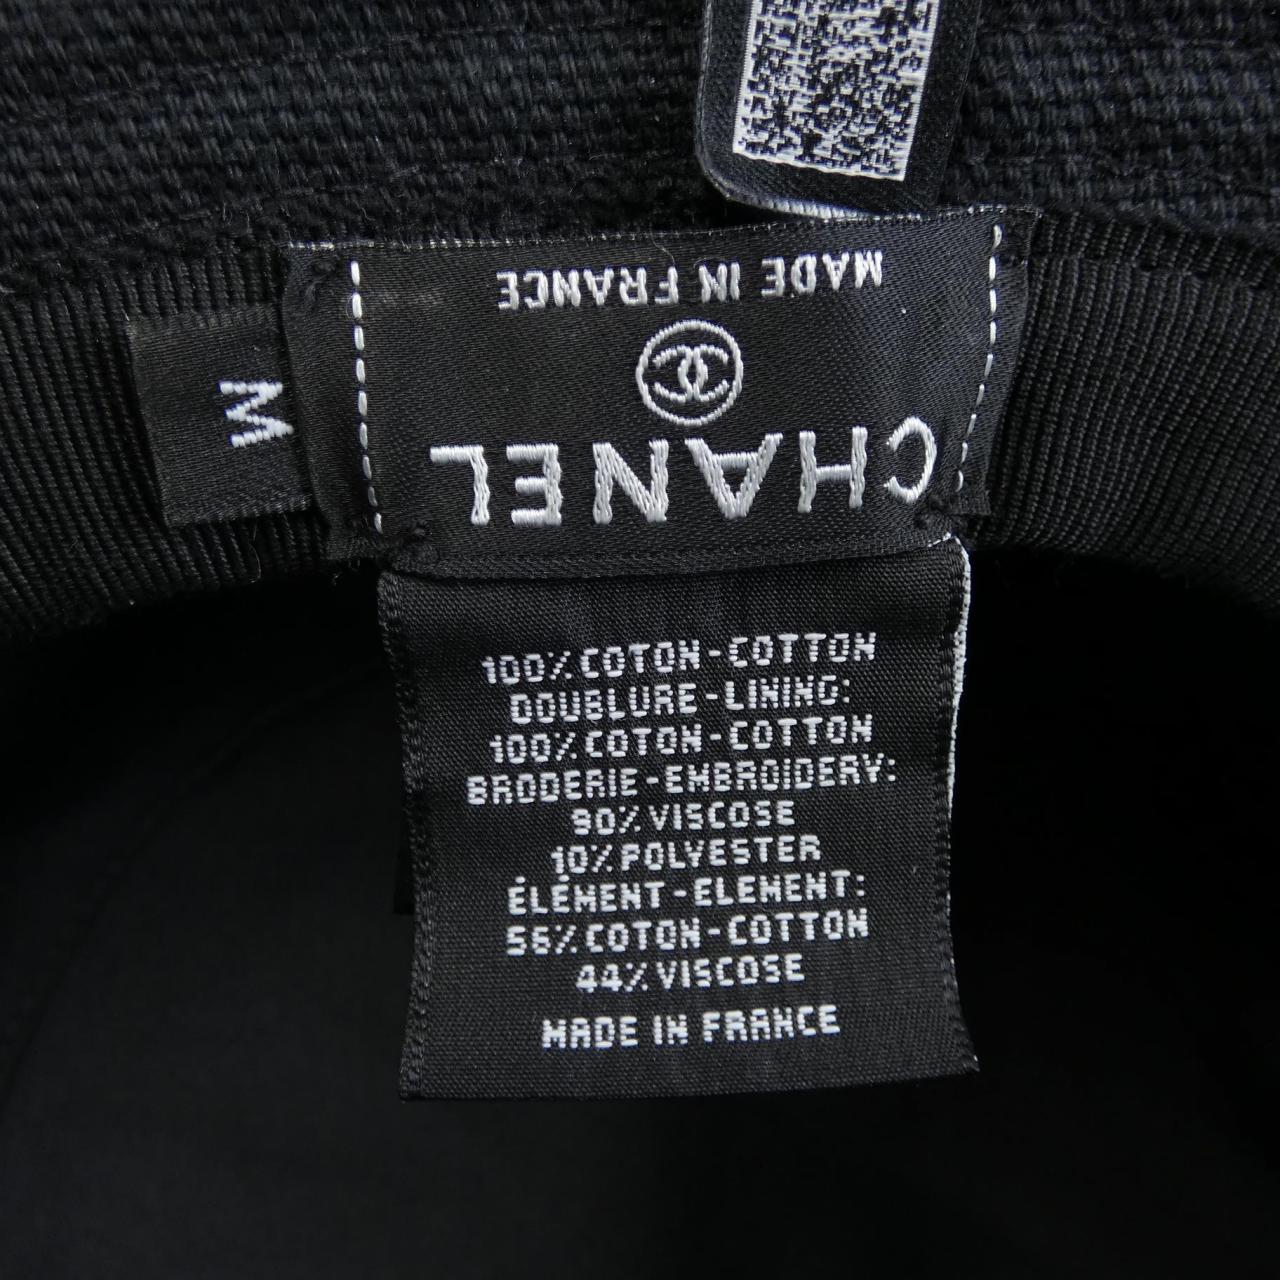 MADE IN FRANCE
CHANEL
M
100% COTON-COTTON
DOUBLURE-LINING:
100% COTON-COTTON
BRODERIE-EMBROIDERY:
90% VISCOSE
10% POLYESTER
ÉLÉMENT-ELEMENT:
56% COTON-COTTON
44% VISCOSE
MADE IN FRANCE